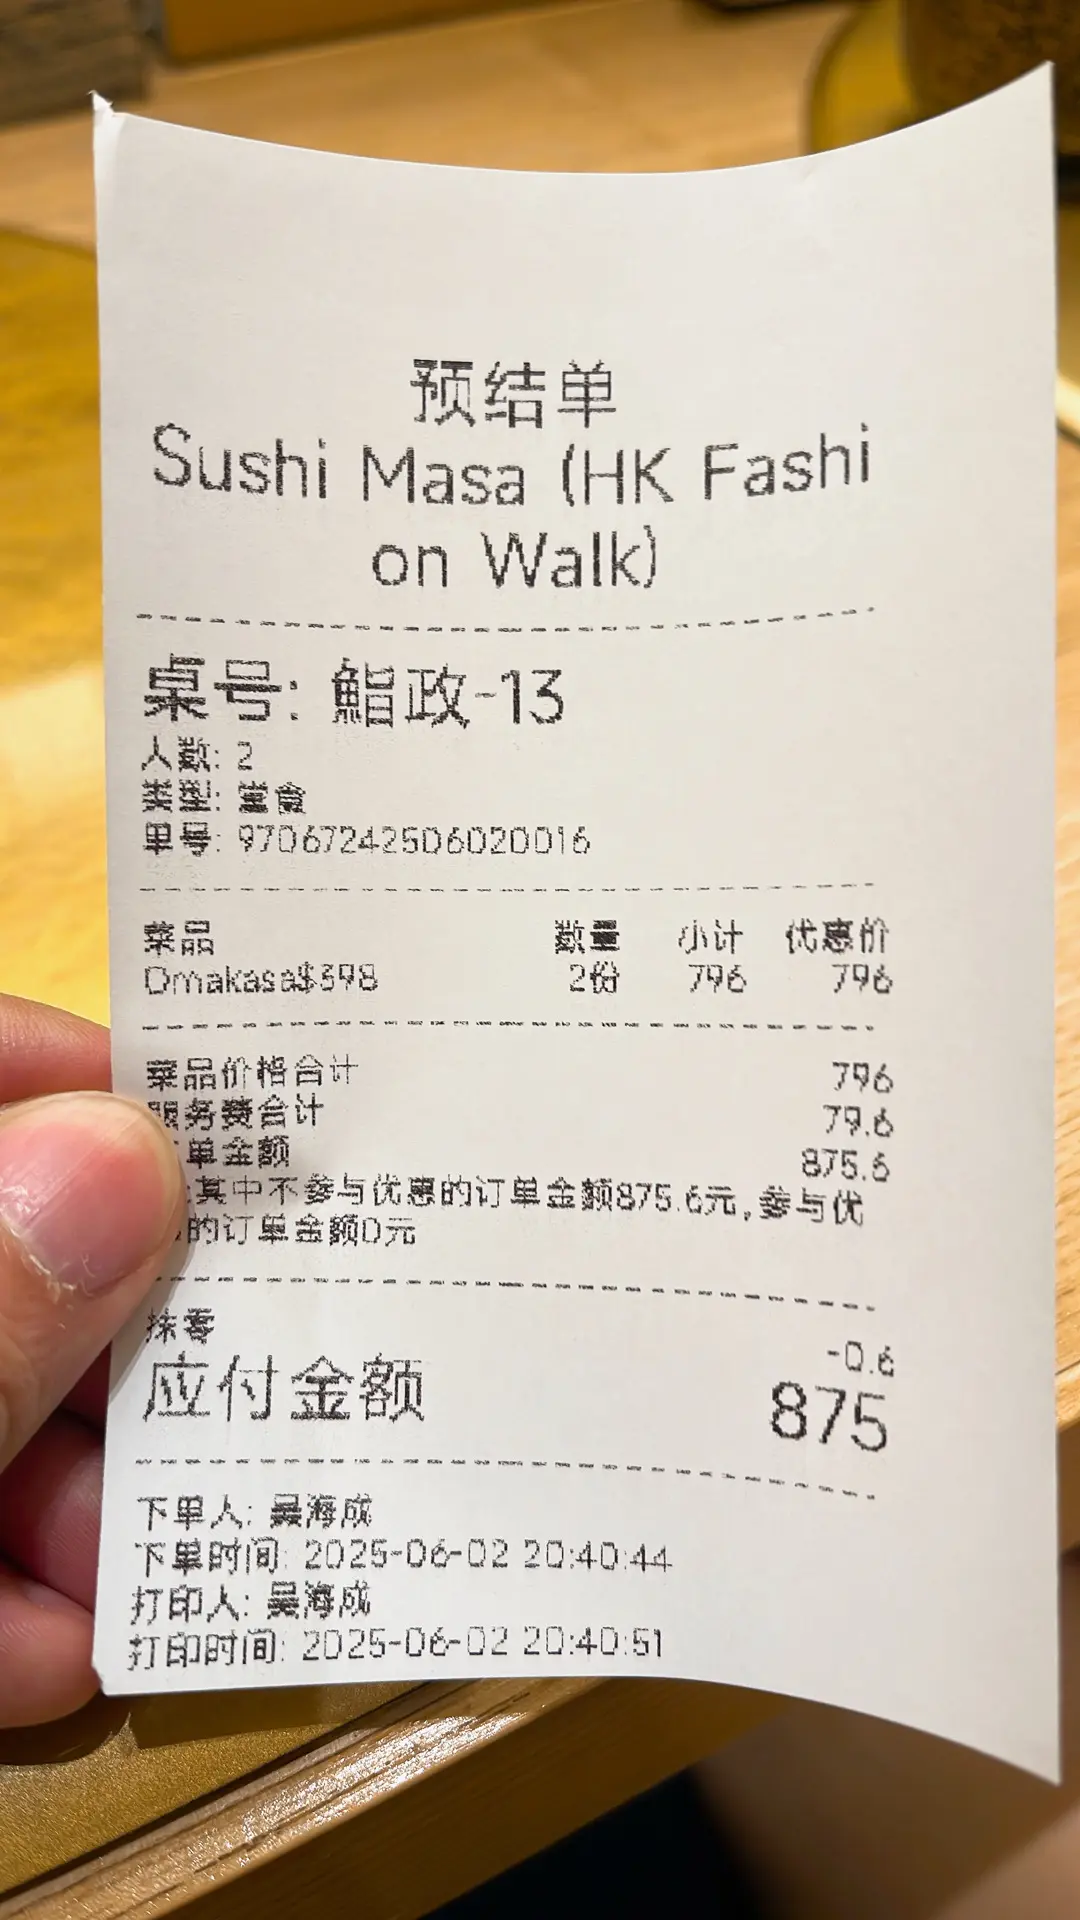 预结单
Sushi Masa (HK Fashi
on Walk)
桌号: 鮨政-13
人数: 2
类型: 堂食
单号: 97067242506020016
菜品 数量 小计 优惠价
Omakasa$398 2份 796 796
菜品价格合计 796
服务费合计 79.6
单金额 875.6
其中不参与优惠的订单金额875.6元,参与优
的订单金额0元
抹零 -0.6
应付金额 875
下单人: 吴海成
下单时间: 2025-06-02 20:40:44
打印人: 吴海成
打印时间: 2025-06-02 20:40:51